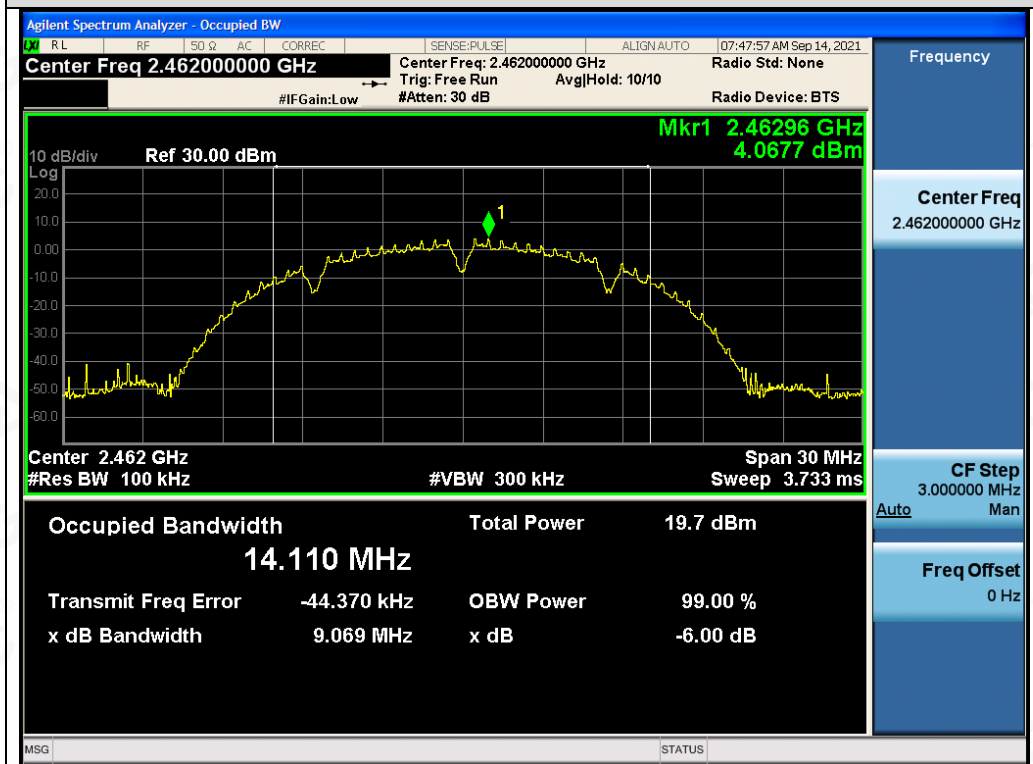 Agilent Spectrum Analyzer - Occupied BW
LXI RL RF 50 Ω AC CORREC SENSE:PULSE ALIGN AUTO 07:47:57 AM Sep 14, 2021
Center Freq 2.462000000 GHz Center Freq: 2.462000000 GHz Radio Std: None
Trig: Free Run Avg|Hold: 10/10
#IFGain:Low #Atten: 30 dB Radio Device: BTS
Frequency
Mkr1 2.46296 GHz
4.0677 dBm
10 dB/div Ref 30.00 dBm
Log
20.0
10.0
0.00
-10.0
-20.0
-30.0
-40.0
-50.0
-60.0
1
Center 2.462 GHz Span 30 MHz
#Res BW 100 kHz #VBW 300 kHz Sweep 3.733 ms
Center Freq
2.462000000 GHz
CF Step
3.000000 MHz
Auto Man
Freq Offset
0 Hz
Occupied Bandwidth Total Power 19.7 dBm
14.110 MHz
Transmit Freq Error -44.370 kHz OBW Power 99.00 %
x dB Bandwidth 9.069 MHz x dB -6.00 dB
MSG STATUS